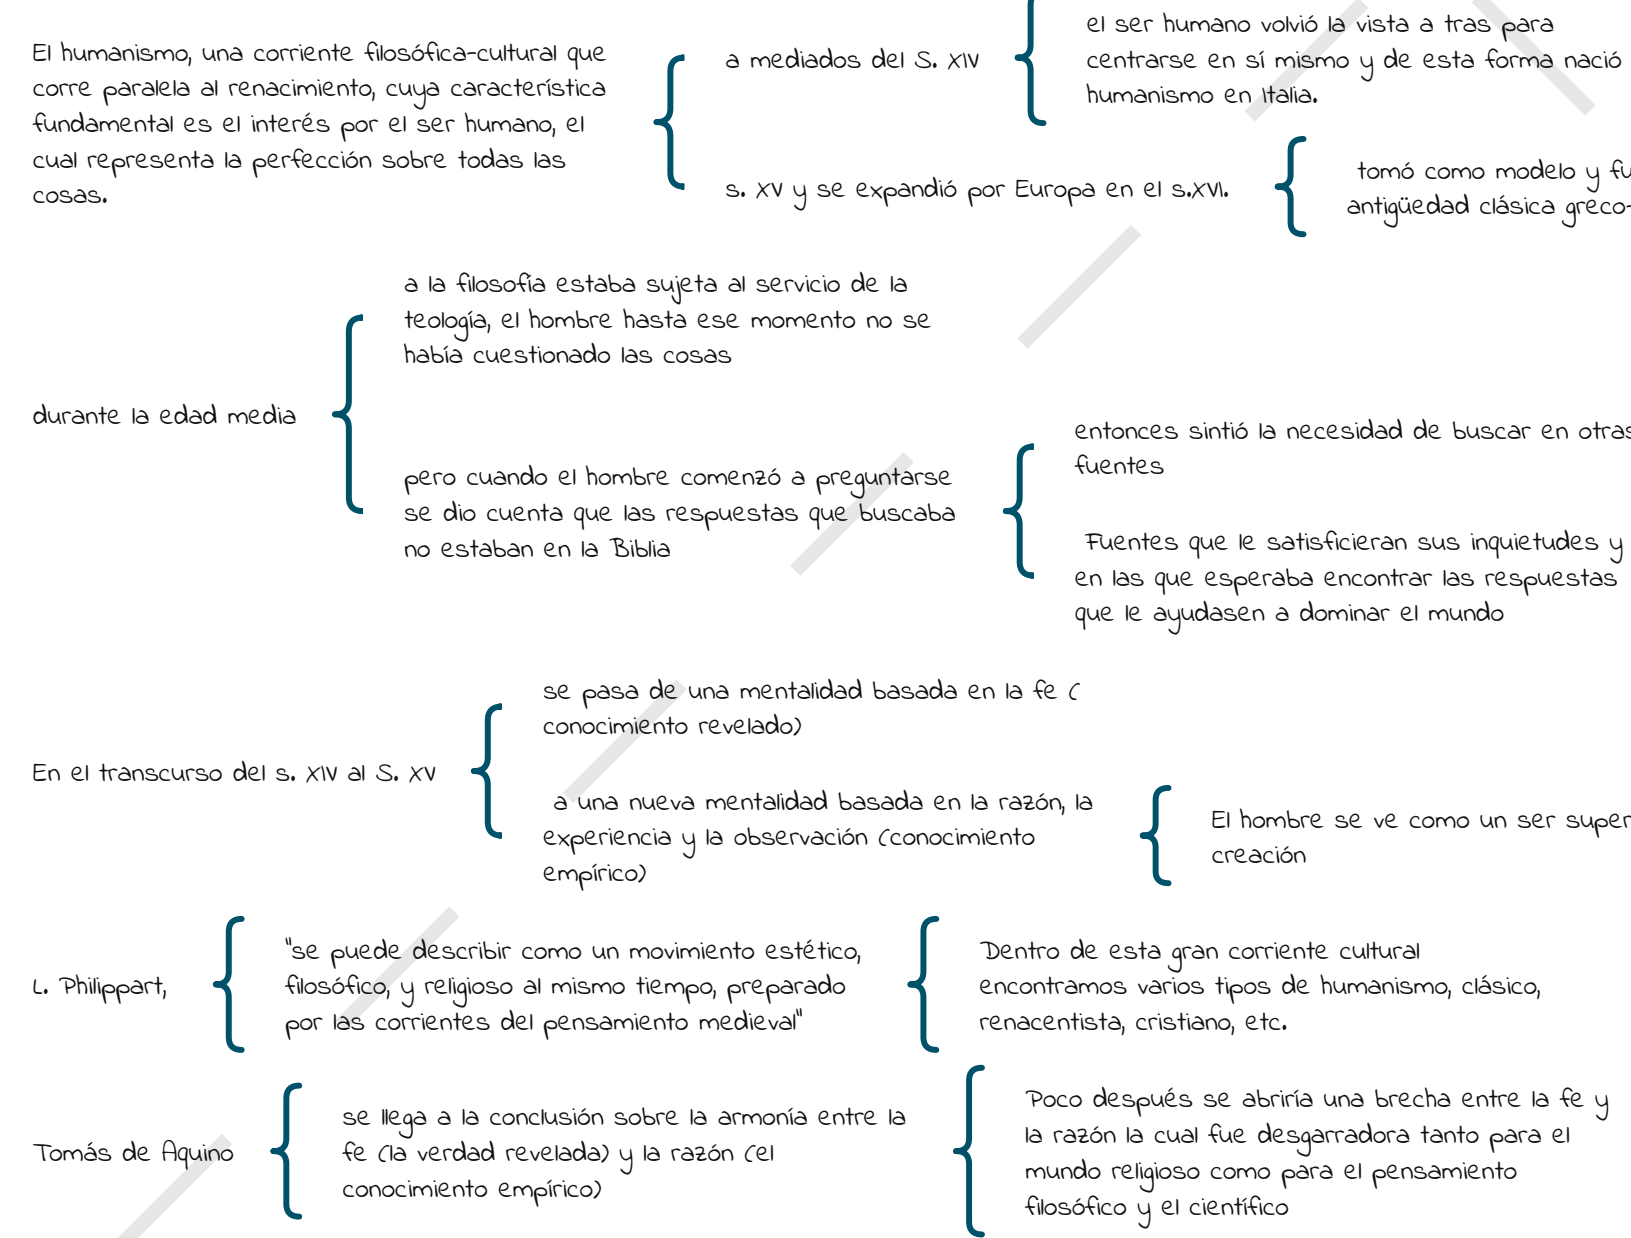 El humanismo, una corriente filosófica-cultural que
corre paralela al renacimiento, cuya característica
fundamental es el interés por el ser humano, el
cual representa la perfección sobre todas las
cosas.
a mediados del S. XIV
el ser humano volvió la vista a tras para
centrarse en sí mismo y de esta forma nació
humanismo en Italia.
s. XV y se expandió por Europa en el s.XVI.
tomó como modelo y
antigüedad clásica greco-
durante la edad media
a la filosofía estaba sujeta al servicio de la
teología, el hombre hasta ese momento no se
había cuestionado las cosas
pero cuando el hombre comenzó a preguntarse
se dio cuenta que las respuestas que buscaba
no estaban en la Biblia
entonces sintió la necesidad de buscar en otras
fuentes
Fuentes que le satisficieran sus inquietudes y
en las que esperaba encontrar las respuestas
que le ayudasen a dominar el mundo
En el transcurso del s. XIV al S. XV
se pasa de una mentalidad basada en la fe (
conocimiento revelado)
a una nueva mentalidad basada en la razón, la
experiencia y la observación (conocimiento
empírico)
El hombre se ve como un ser super
creación
L. Philippart,
"se puede describir como un movimiento estético,
filosófico, y religioso al mismo tiempo, preparado
por las corrientes del pensamiento medieval"
Dentro de esta gran corriente cultural
encontramos varios tipos de humanismo, clásico,
renacentista, cristiano, etc.
Tomás de Aquino
se llega a la conclusión sobre la armonía entre la
fe (la verdad revelada) y la razón (el
conocimiento empírico)
Poco después se abriría una brecha entre la fe y
la razón la cual fue desgarradora tanto para el
mundo religioso como para el pensamiento
filosófico y el científico